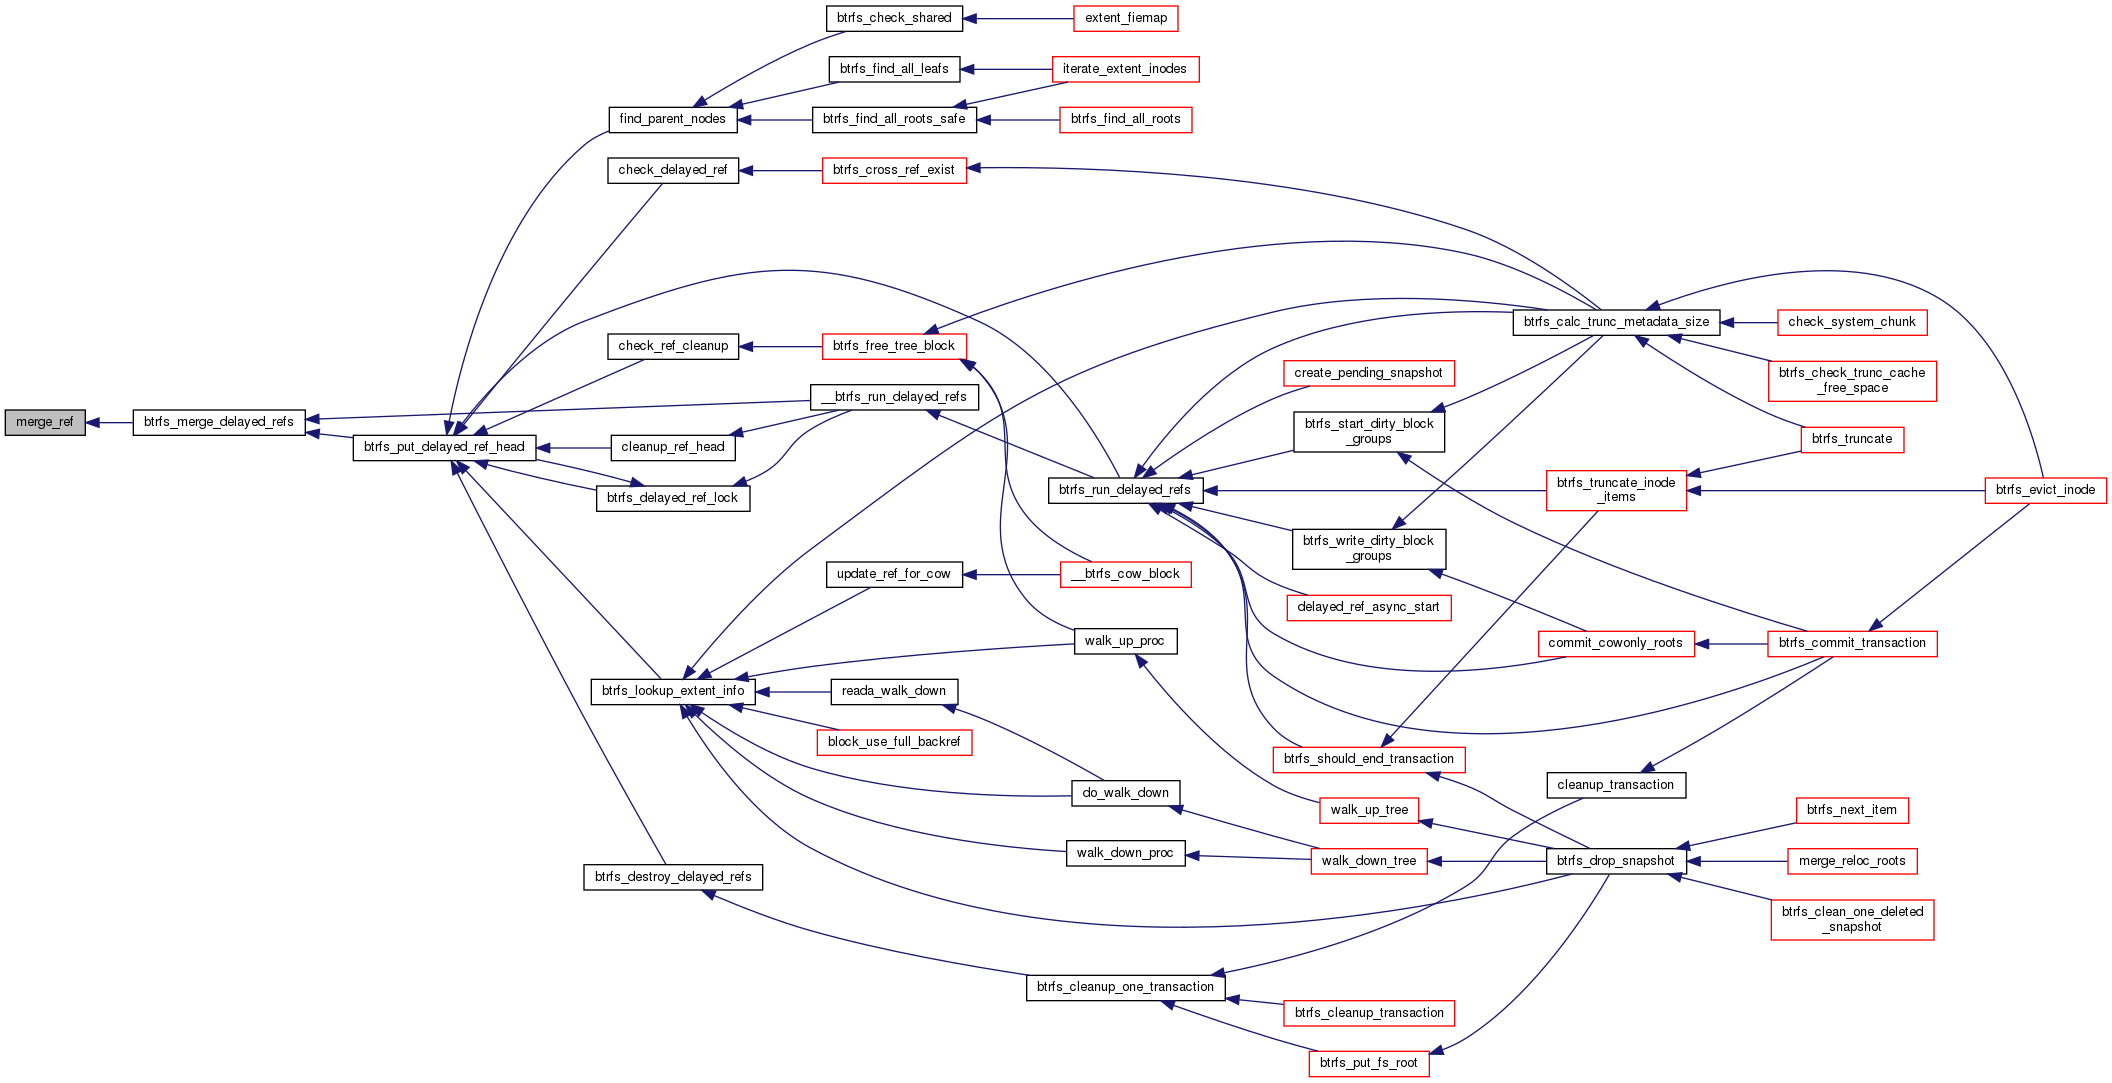 btrfs_check_shared
extent_fiemap
btrfs_find_all_leafs
iterate_extent_inodes
find_parent_nodes
btrfs_find_all_roots_safe
btrfs_find_all_roots
check_delayed_ref
btrfs_cross_ref_exist
btrfs_calc_trunc_metadata_size
check_system_chunk
check_ref_cleanup
btrfs_free_tree_block
create_pending_snapshot
btrfs_check_trunc_cache
_free_space
__btrfs_run_delayed_refs
merge_ref
btrfs_merge_delayed_refs
btrfs_put_delayed_ref_head
cleanup_ref_head
btrfs_start_dirty_block
_groups
btrfs_truncate
btrfs_delayed_ref_lock
btrfs_run_delayed_refs
btrfs_truncate_inode
_items
btrfs_evict_inode
btrfs_write_dirty_block
_groups
update_ref_for_cow
__btrfs_cow_block
delayed_ref_async_start
walk_up_proc
commit_cowonly_roots
btrfs_commit_transaction
btrfs_lookup_extent_info
reada_walk_down
block_use_full_backref
btrfs_should_end_transaction
do_walk_down
cleanup_transaction
walk_up_tree
btrfs_next_item
walk_down_proc
walk_down_tree
btrfs_drop_snapshot
merge_reloc_roots
btrfs_destroy_delayed_refs
btrfs_clean_one_deleted
_snapshot
btrfs_cleanup_one_transaction
btrfs_cleanup_transaction
btrfs_put_fs_root